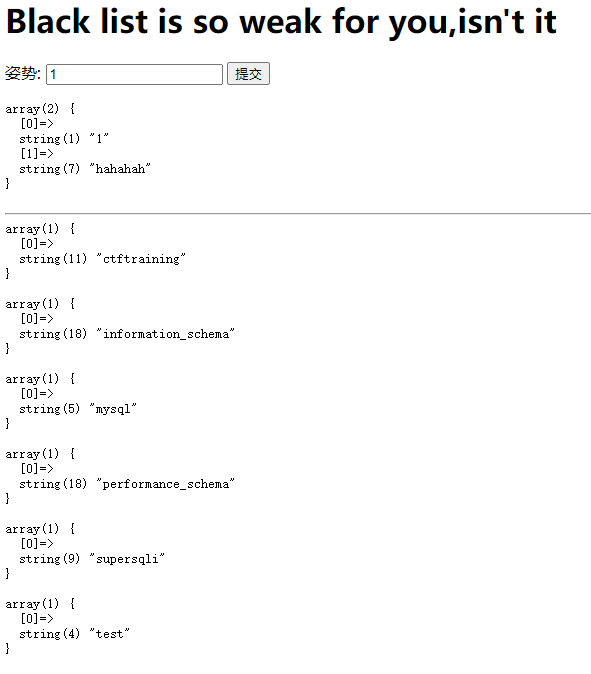 Black list is so weak for you,isn't it
姿势: 1 提交
array(2) {
  [0]=>
  string(1) "1"
  [1]=>
  string(7) "hahahah"
}
array(1) {
  [0]=>
  string(11) "ctftraining"
}
array(1) {
  [0]=>
  string(18) "information_schema"
}
array(1) {
  [0]=>
  string(5) "mysql"
}
array(1) {
  [0]=>
  string(18) "performance_schema"
}
array(1) {
  [0]=>
  string(9) "supersqli"
}
array(1) {
  [0]=>
  string(4) "test"
}